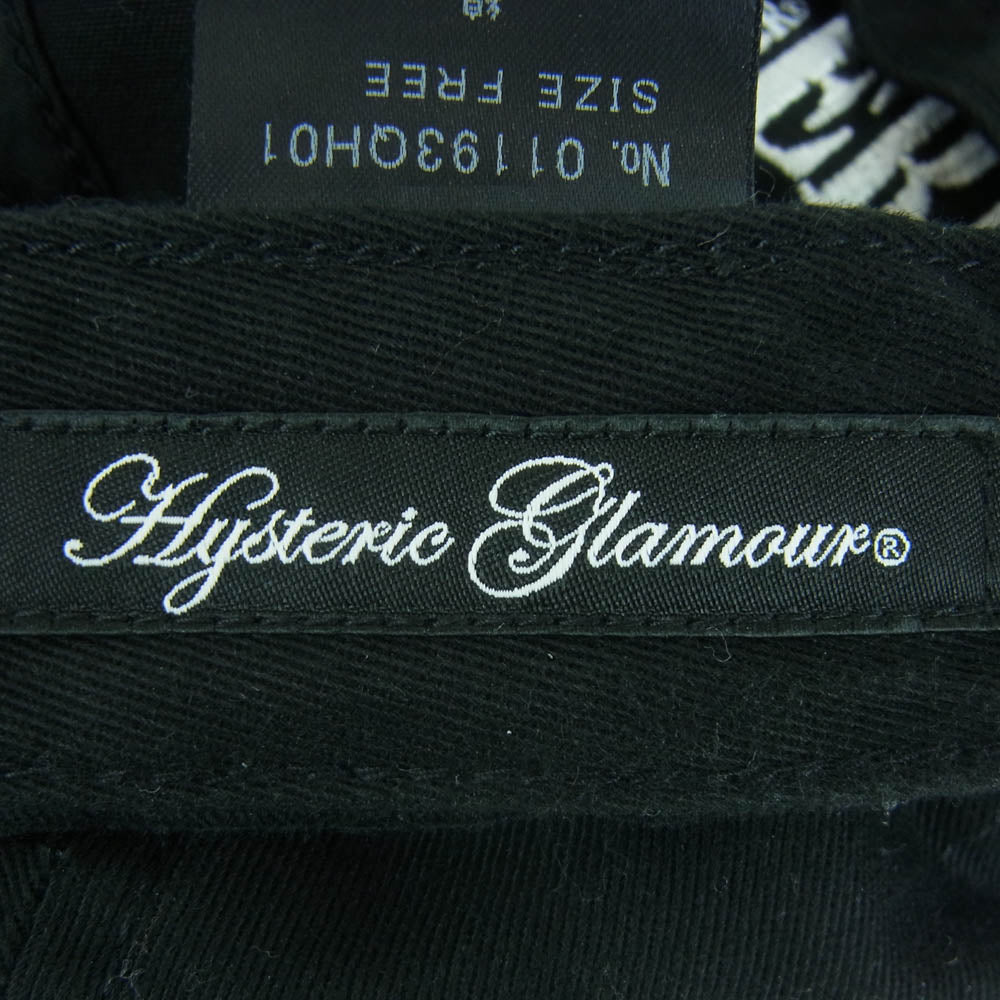 No. 01193QH01
SIZE FREE
Hysteric Glamour®